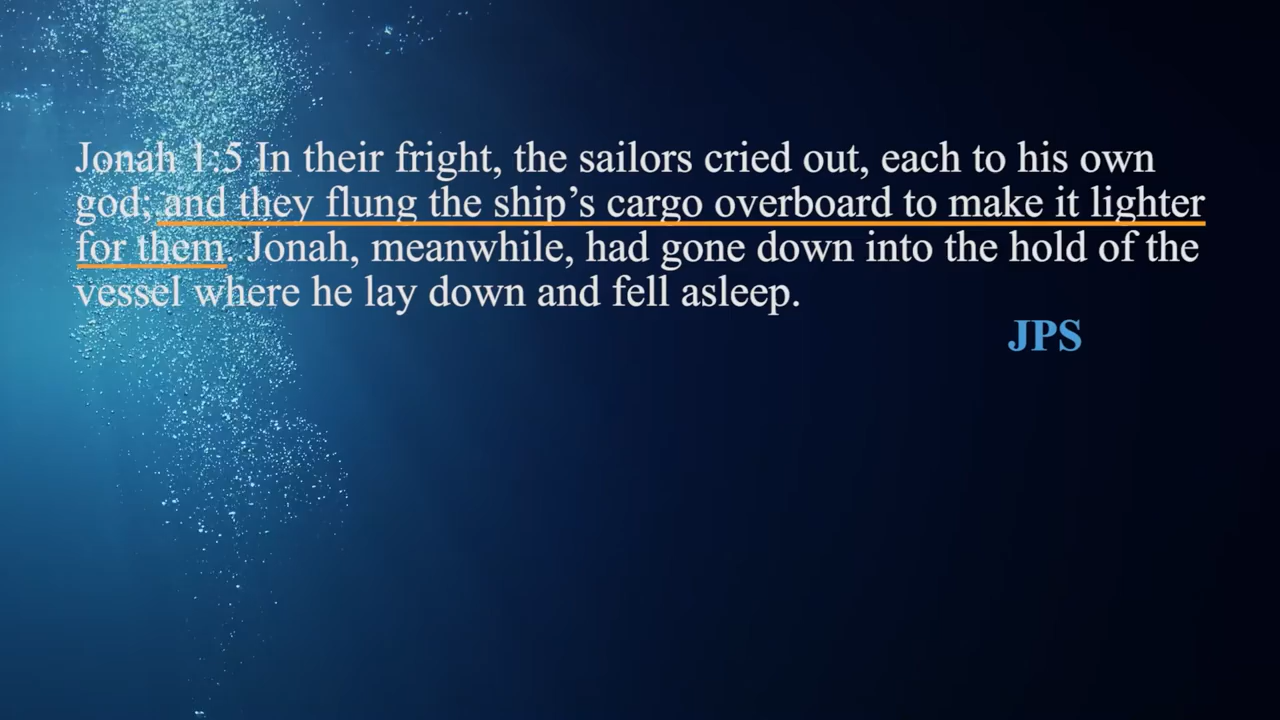 Jonah 1:5 In their fright, the sailors cried out, each to his own
god; and they flung the ship’s cargo overboard to make it lighter
for them. Jonah, meanwhile, had gone down into the hold of the
vessel where he lay down and fell asleep.
JPS